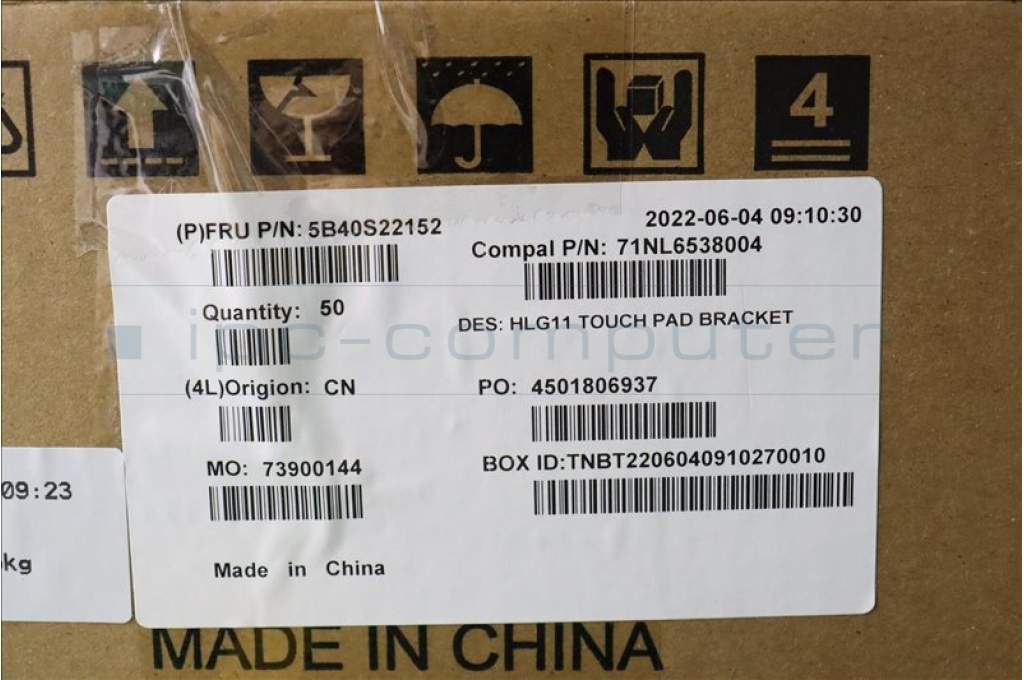 4
(P)FRU P/N: 5B40S22152
2022-06-04 09:10:30
Compal P/N: 71NL6538004
Quantity: 50
DES: HLG11 TOUCH PAD BRACKET
ipc-computer
(4L)Origion: CN
PO: 4501806937
MO: 73900144
BOX ID:TNBT2206040910270010
09:23
kg
Made in China
MADE IN CHINA